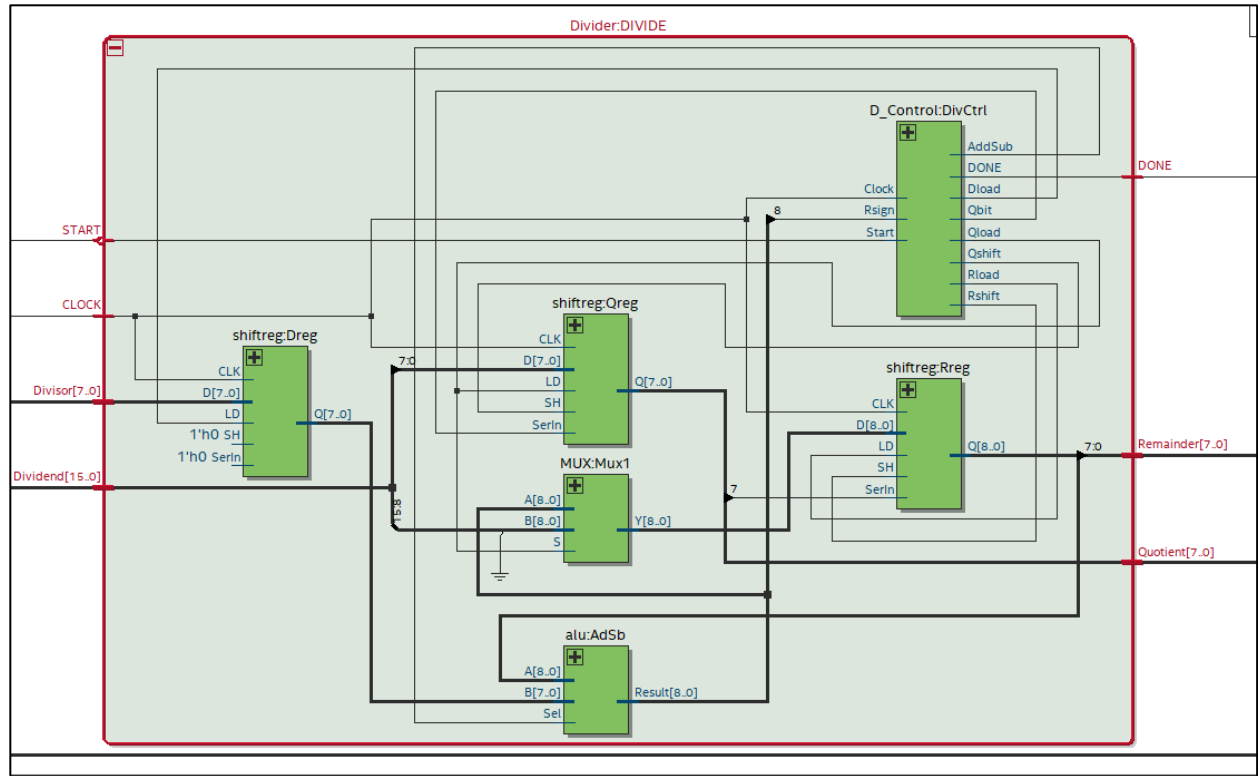 Divider:DIVIDE
D_Control:DivCtrl
AddSub
DONE
Clock
Dload
Rsign
Qbit
Start
Qload
Qshift
Rload
Rshift
DONE
8
START
CLOCK
Divisor[7..0]
Dividend[15..0]
shiftreg:Dreg
CLK
D[7..0]
LD
1'h0 SH
1'h0 SerIn
Q[7..0]
7:0
15:8
shiftreg:Qreg
CLK
D[7..0]
LD
SH
SerIn
Q[7..0]
MUX:Mux1
A[8..0]
B[8..0]
S
Y[8..0]
7
shiftreg:Rreg
CLK
D[8..0]
LD
SH
SerIn
Q[8..0]
7:0
Remainder[7..0]
Quotient[7..0]
alu:AdSb
A[8..0]
B[7..0]
Sel
Result[8..0]